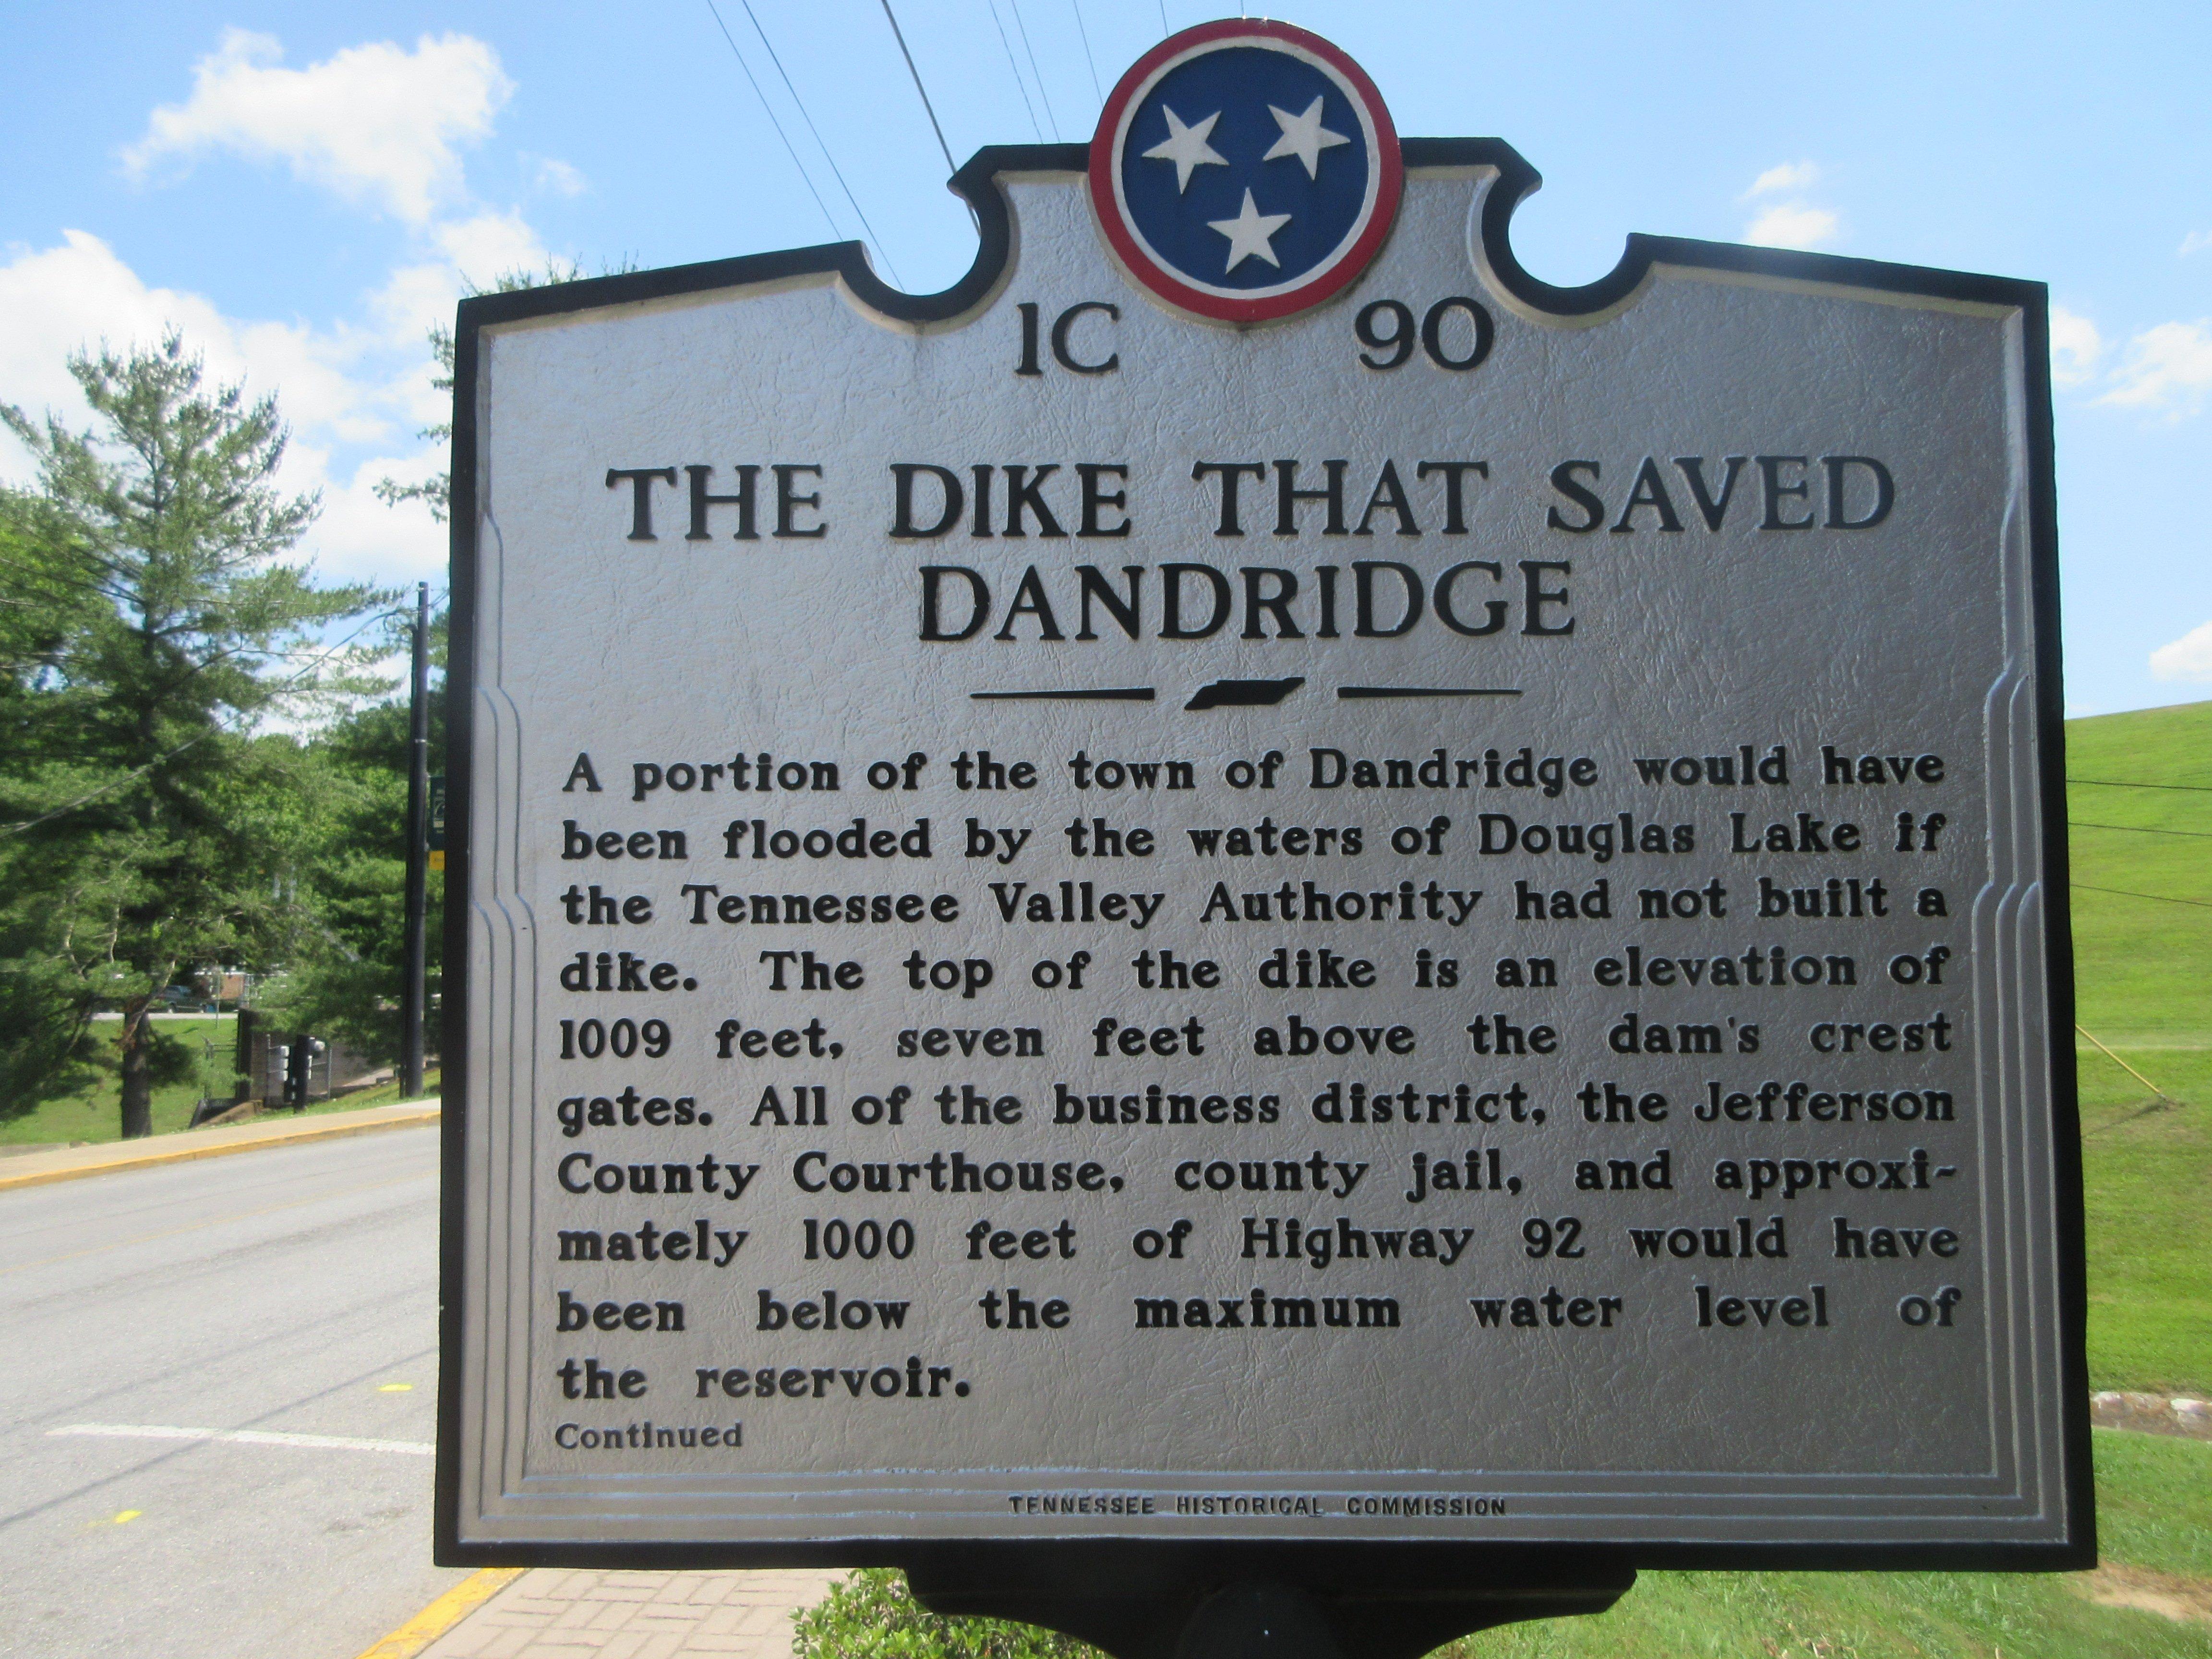 1C 90
THE DIKE THAT SAVED
DANDRIDGE
A portion of the town of Dandridge would have
been flooded by the waters of Douglas Lake if
the Tennessee Valley Authority had not built a
dike. The top of the dike is an elevation of
1009 feet, seven feet above the dam's crest
gates. All of the business district, the Jefferson
County Courthouse, county jail, and approxi-
mately 1000 feet of Highway 92 would have
been below the maximum water level of
the reservoir.
Continued
TENNESSEE HISTORICAL COMMISSION